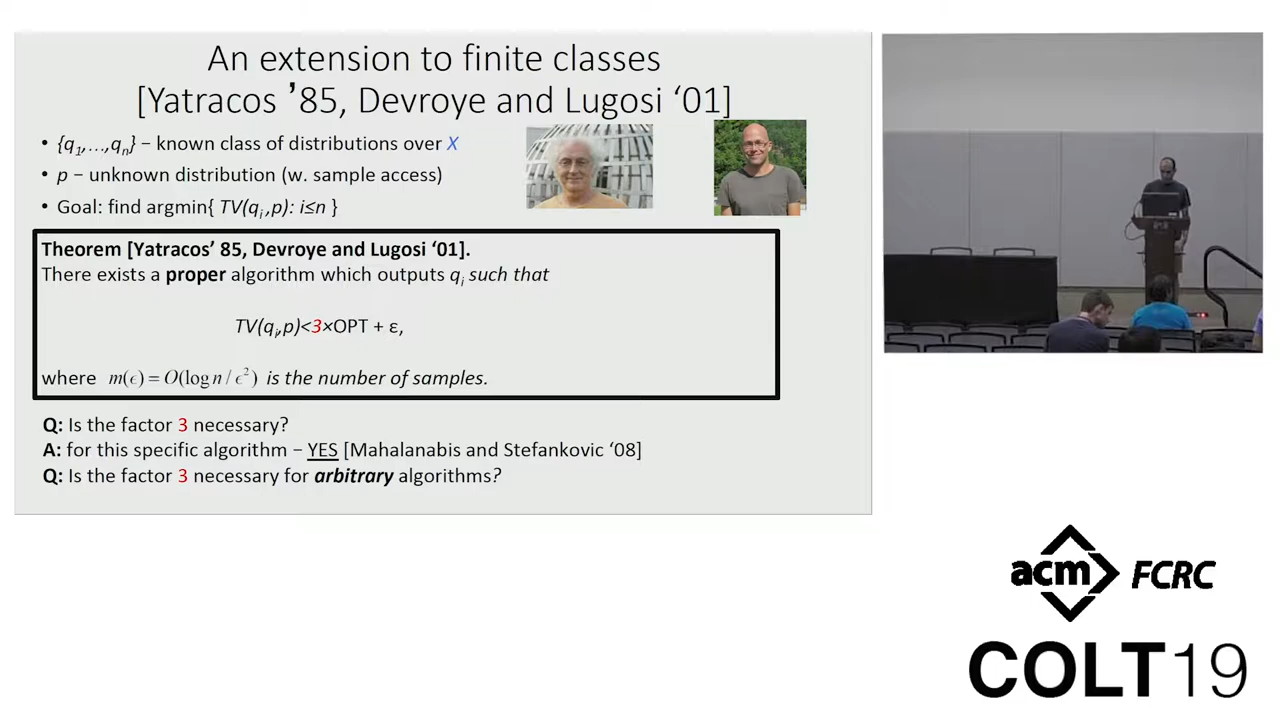 An extension to finite classes
[Yatracos ’85, Devroye and Lugosi ‘01]
• {q1,…,qn} – known class of distributions over X
• p – unknown distribution (w. sample access)
• Goal: find argmin{ TV(qi,p): i≤n }
Theorem [Yatracos’ 85, Devroye and Lugosi ‘01].
There exists a proper algorithm which outputs qi such that
TV(qi,p)<3×OPT + ε,
where m(ϵ) = O(log n / ϵ²) is the number of samples.
Q: Is the factor 3 necessary?
A: for this specific algorithm – YES [Mahalanabis and Stefankovic ‘08]
Q: Is the factor 3 necessary for arbitrary algorithms?
acm FCRC
COLT19